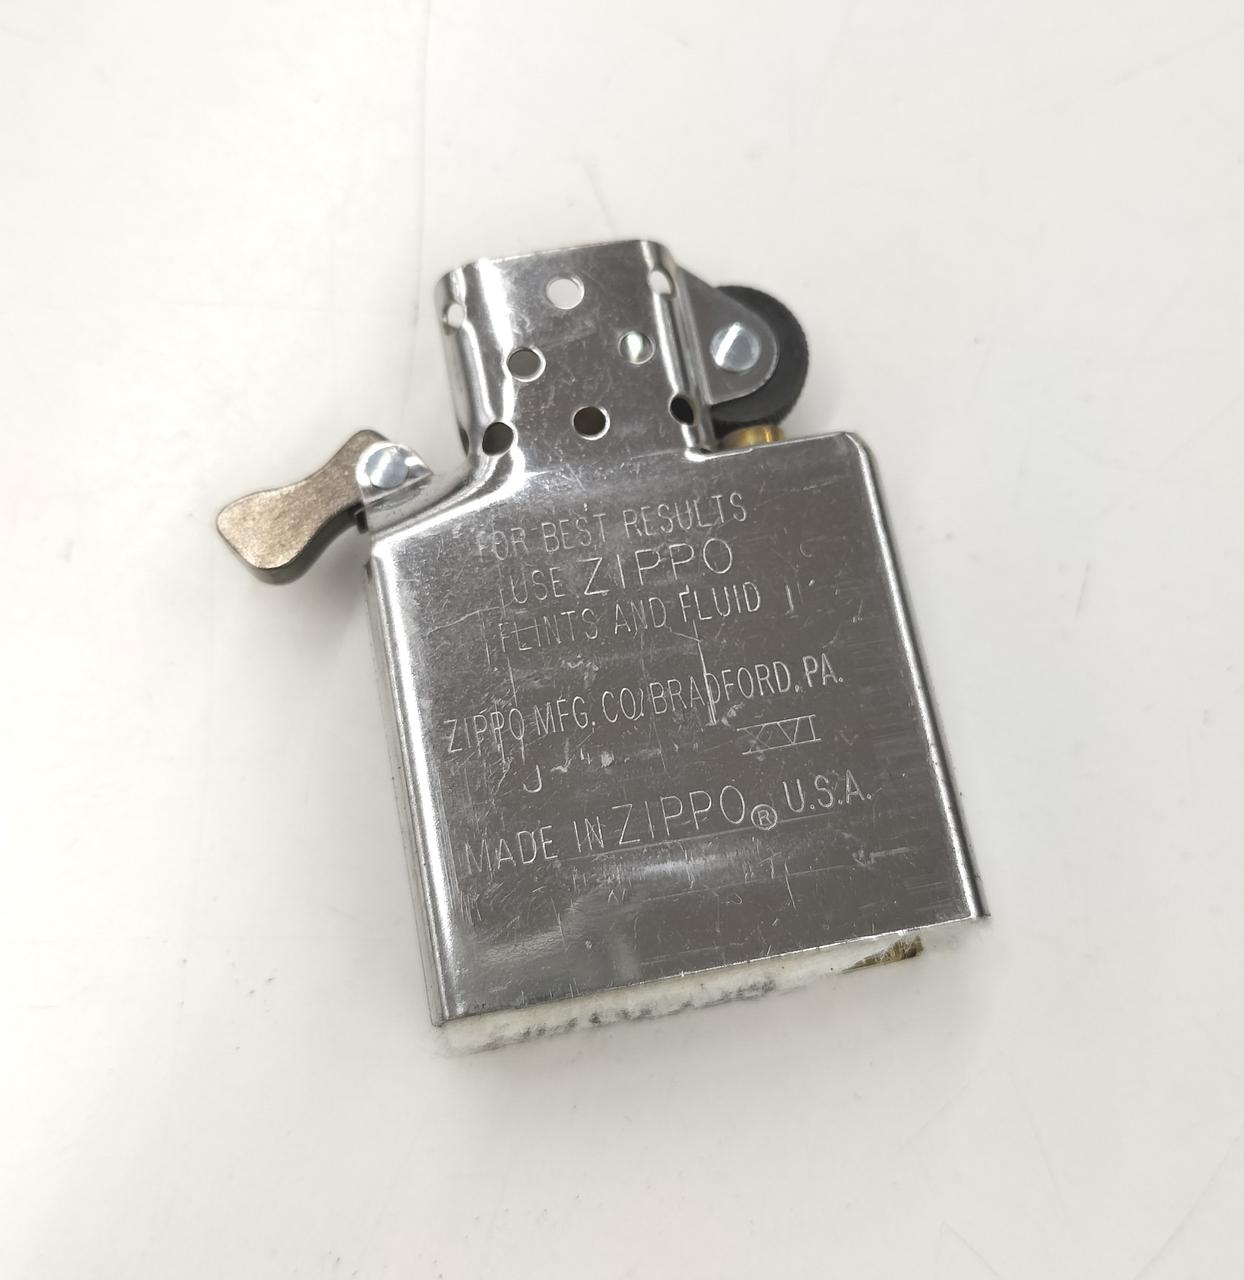 FOR BEST RESULTS
USE ZIPPO
FLINTS AND FLUID
ZIPPO MFG. CO. BRADFORD, PA.
J XVI
MADE IN ZIPPO® U.S.A.